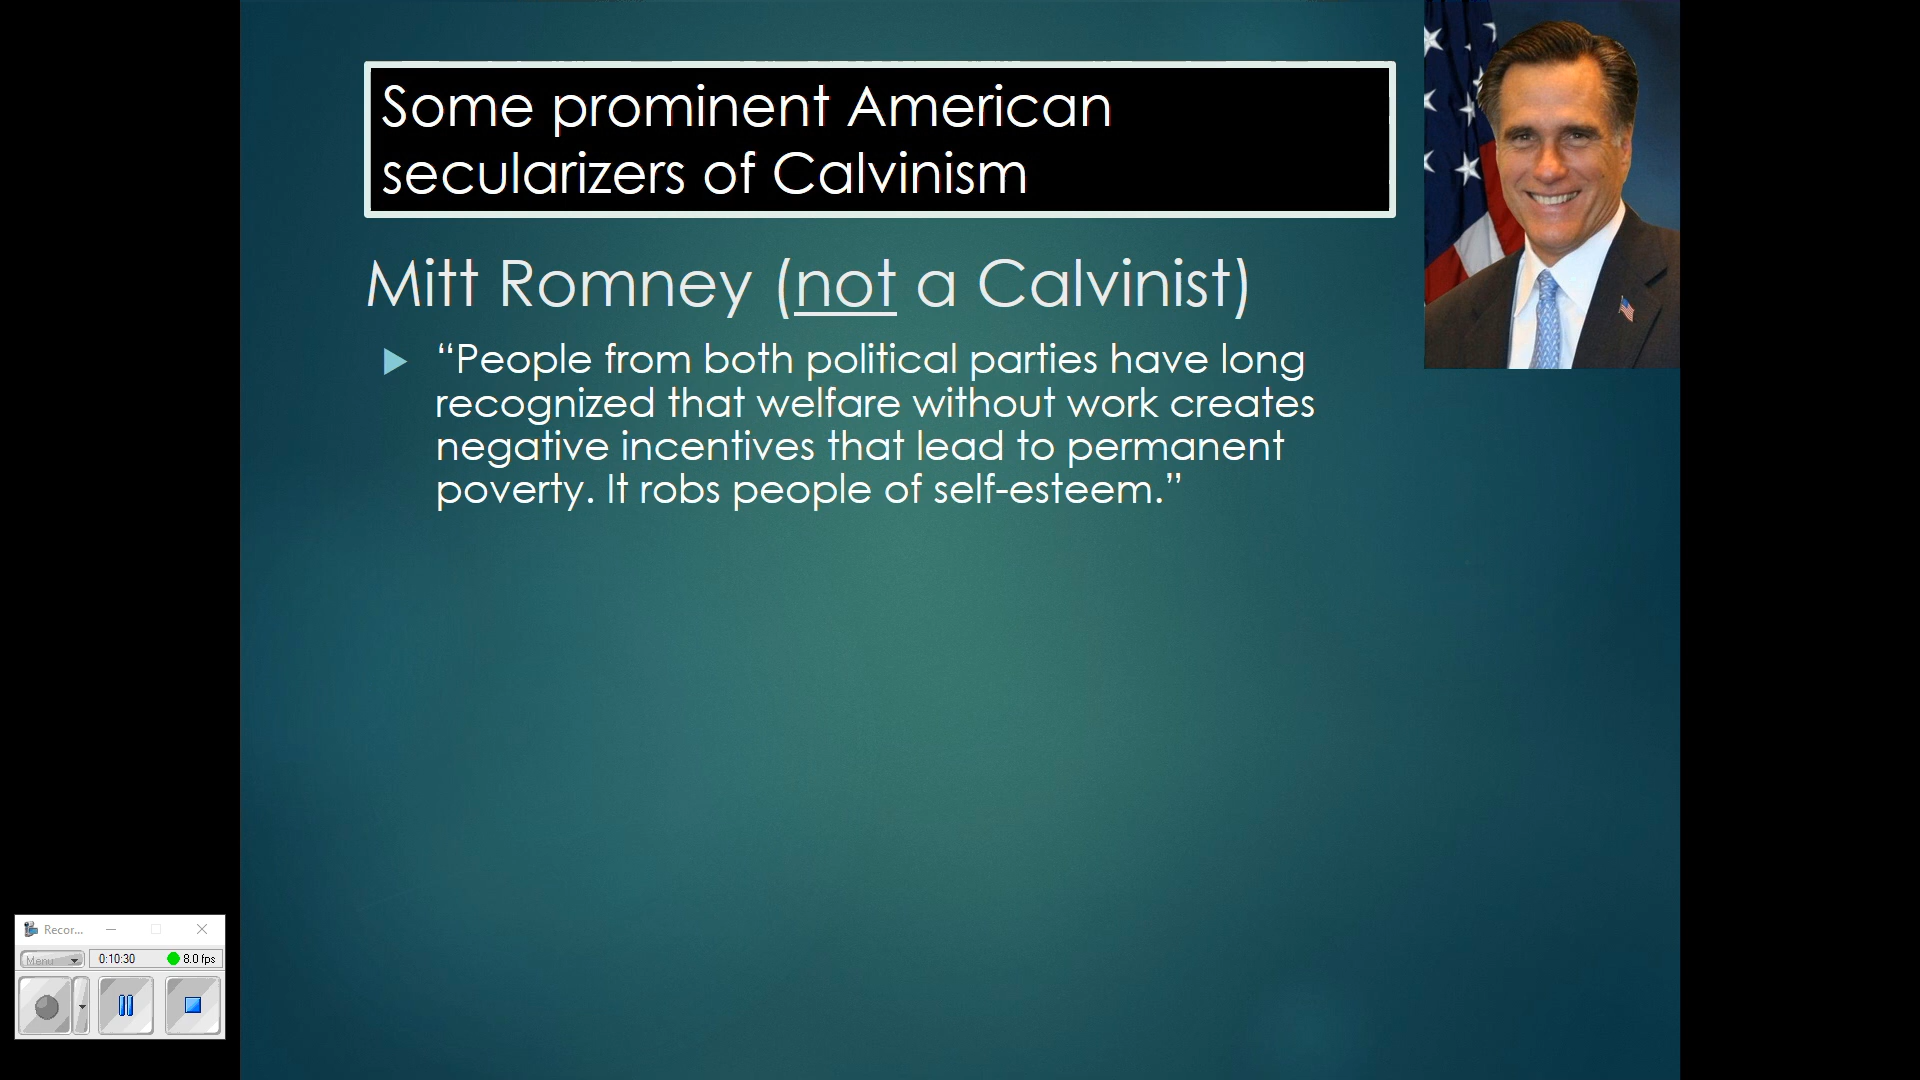 Some prominent American
secularizers of Calvinism
Mitt Romney (not a Calvinist)
“People from both political parties have long
recognized that welfare without work creates
negative incentives that lead to permanent
poverty. It robs people of self-esteem.”
Recor...
Menu
0:10:30 8.0 fps